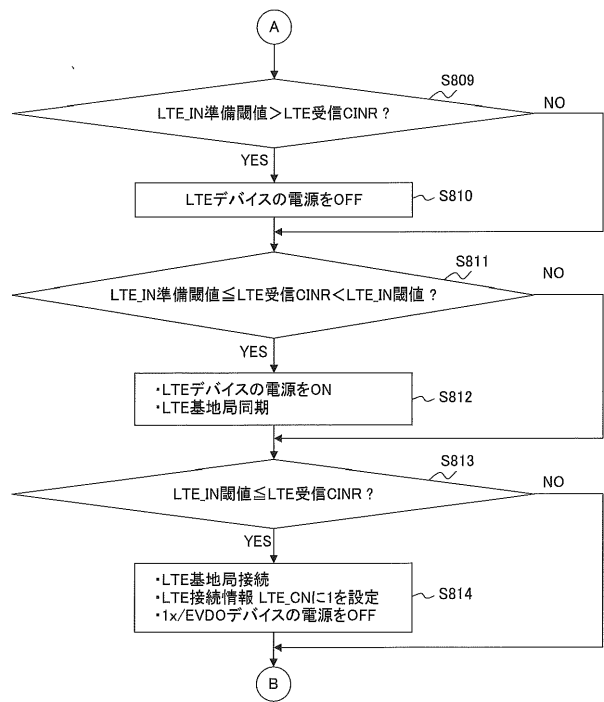 A
S809
LTE_IN準備閾値>LTE受信CINR?
NO
YES
LTEデバイスの電源をOFF
S810
S811
LTE_IN準備閾値≦LTE受信CINR<LTE_IN閾値?
NO
YES
・LTEデバイスの電源をON
・LTE基地局同期
S812
S813
LTE_IN閾値≦LTE受信CINR?
NO
YES
・LTE基地局接続
・LTE接続情報 LTE_CNに1を設定
・1x/EVDOデバイスの電源をOFF
S814
B